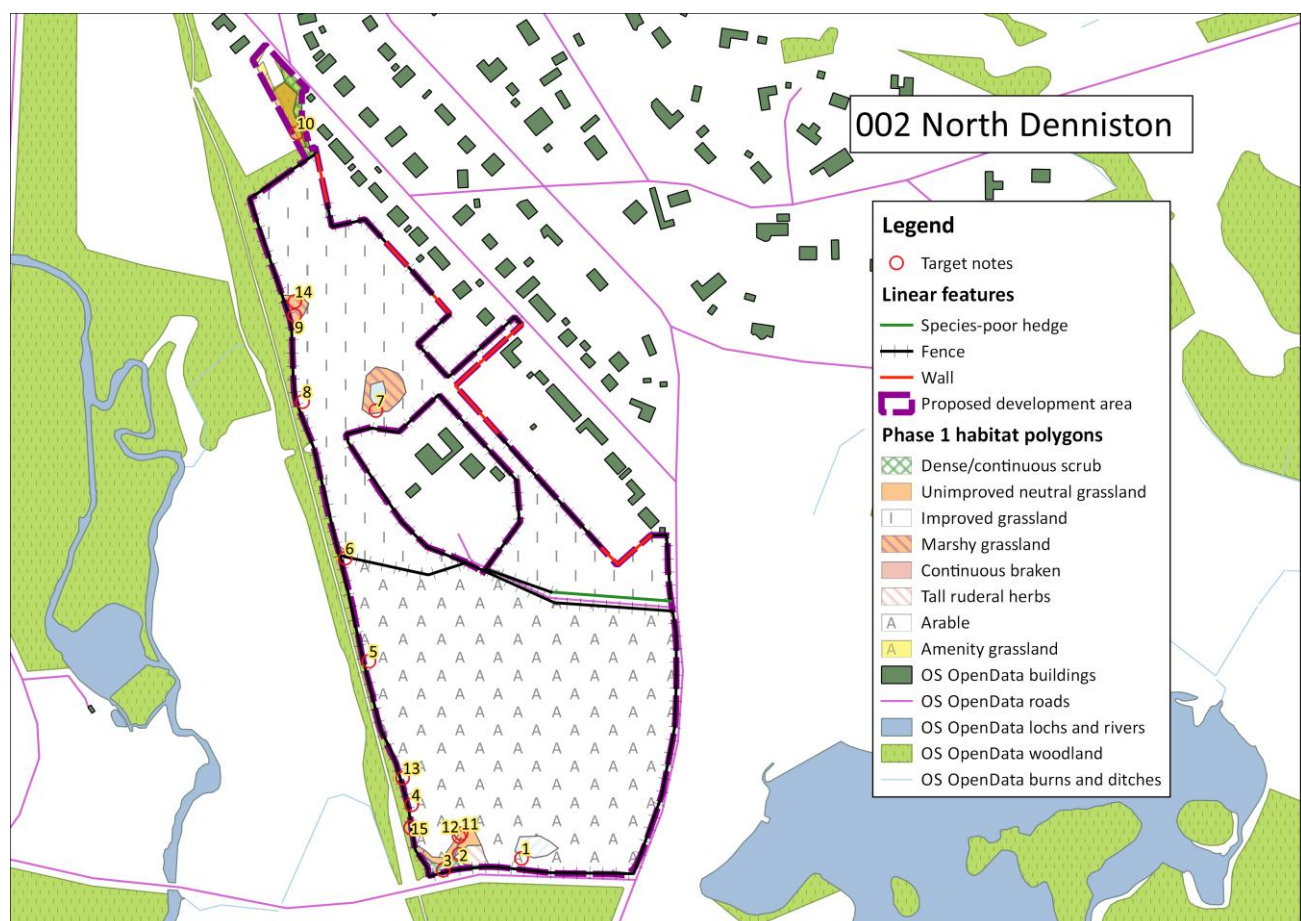 002 North Denniston
Legend
Target notes
Linear features
Species-poor hedge
Fence
Wall
Proposed development area
Phase 1 habitat polygons
Dense/continuous scrub
Unimproved neutral grassland
Improved grassland
Marshy grassland
Continuous braken
Tall ruderal herbs
A Arable
A Amenity grassland
OS OpenData buildings
OS OpenData roads
OS OpenData lochs and rivers
OS OpenData woodland
OS OpenData burns and ditches
10
14
9
8
7
6
5
13
4
15
12 11
1
2
3